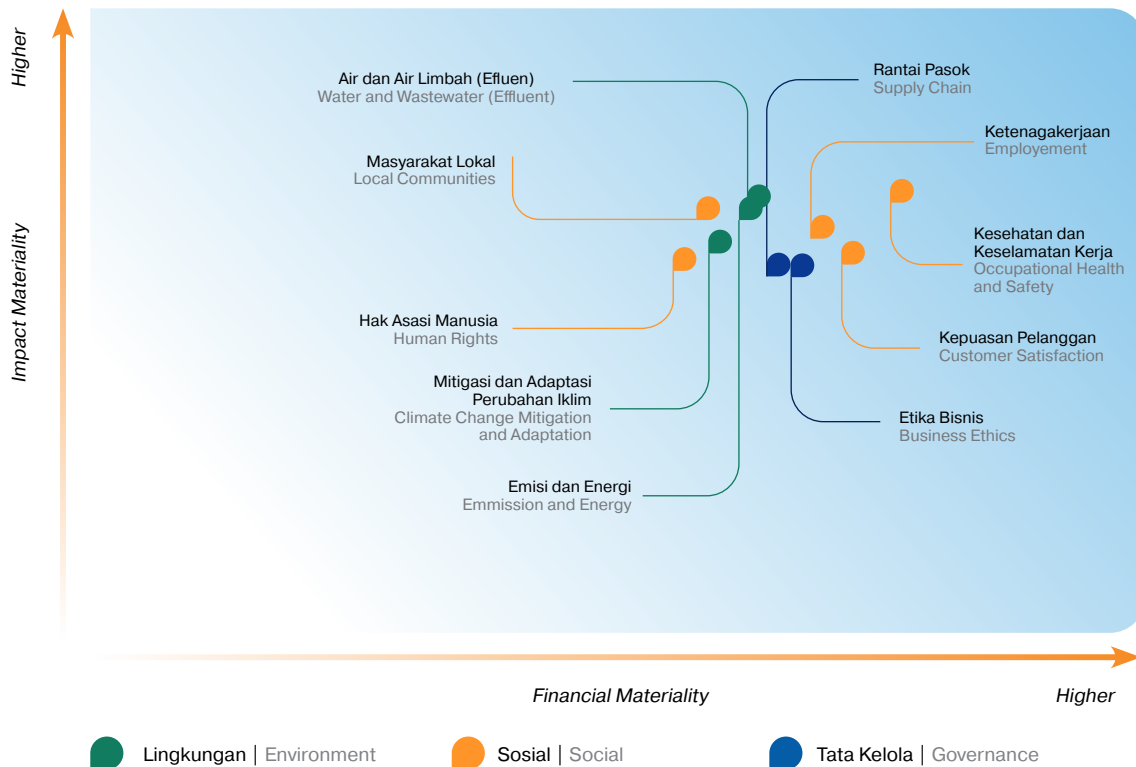 Higher
Impact Materiality
Air dan Air Limbah (Efluen)
Water and Wastewater (Effluent)
Rantai Pasok
Supply Chain
Ketenagakerjaan
Employement
Masyarakat Lokal
Local Communities
Kesehatan dan
Keselamatan Kerja
Occupational Health
and Safety
Hak Asasi Manusia
Human Rights
Kepuasan Pelanggan
Customer Satisfaction
Mitigasi dan Adaptasi
Perubahan Iklim
Climate Change Mitigation
and Adaptation
Etika Bisnis
Business Ethics
Emisi dan Energi
Emmission and Energy
Financial Materiality
Higher
Lingkungan | Environment
Sosial | Social
Tata Kelola | Governance